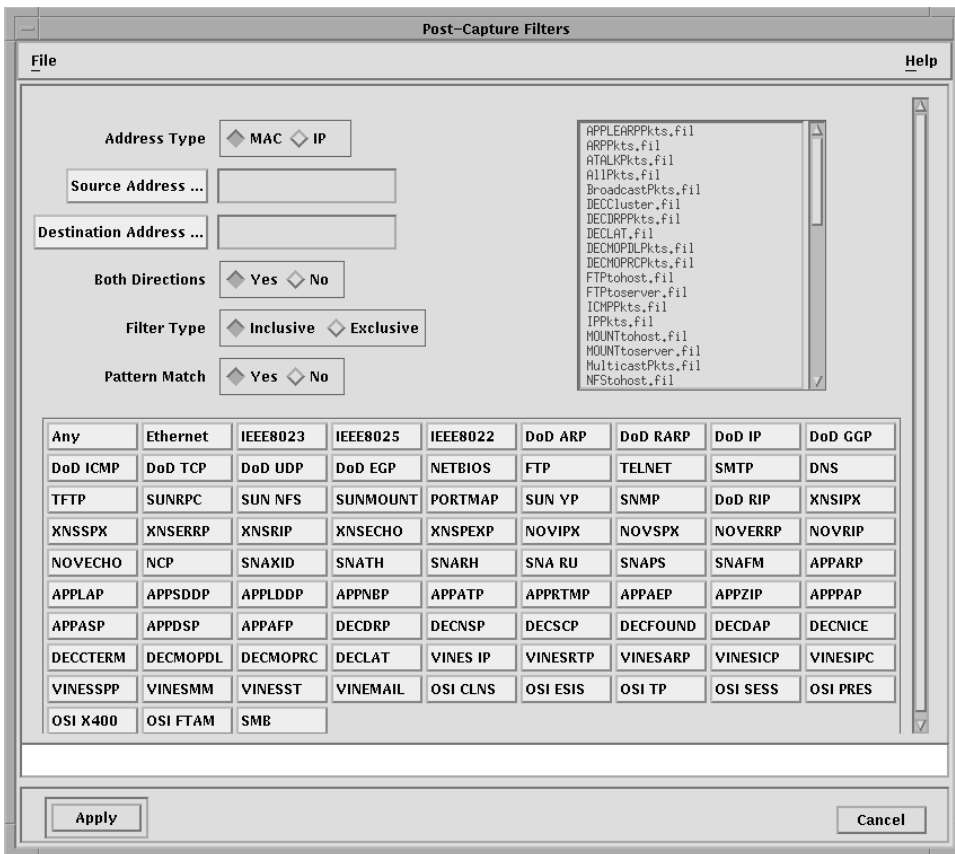 Post-Capture Filters
File Help
Address Type MAC IP
Source Address ...
Destination Address ...
Both Directions Yes No
Filter Type Inclusive Exclusive
Pattern Match Yes No
APPLEARPPkts.fil
ARPPkts.fil
ATALKPkts.fil
AllPkts.fil
BroadcastPkts.fil
DECCluster.fil
DECDRPPkts.fil
DECLAT.fil
DECMOPDLPkts.fil
DECMOPRCPkts.fil
FTPtohost.fil
FTPtoserver.fil
ICMPPkts.fil
IPPkts.fil
MOUNTtohost.fil
MOUNTtoserver.fil
MulticastPkts.fil
NFStohost.fil
Any Ethernet IEEE8023 IEEE8025 IEEE8022 DoD ARP DoD RARP DoD IP DoD GGP
DoD ICMP DoD TCP DoD UDP DoD EGP NETBIOS FTP TELNET SMTP DNS
TFTP SUNRPC SUN NFS SUNMOUNT PORTMAP SUN YP SNMP DoD RIP XNSIPX
XNSSPX XNSERRP XNSRIP XNSECHO XNSPEXP NOVIPX NOVSPX NOVERRP NOVRIP
NOVECHO NCP SNAXID SNATH SNARH SNA RU SNAPS SNAFM APPARP
APPLAP APPSDDP APPLDDP APPNBP APPATP APPRTMP APPAEP APPZIP APPPAP
APPASP APPDSP APPAFP DECDRP DECNSP DECSCP DECFOUND DECDAP DECNICE
DECCTERM DECMOPDL DECMOPRC DECLAT VINES IP VINESRTP VINESARP VINESICP VINESIPC
VINESSPP VINESMM VINESST VINEMAIL OSI CLNS OSI ESIS OSI TP OSI SESS OSI PRES
OSI X400 OSI FTAM SMB
Apply Cancel